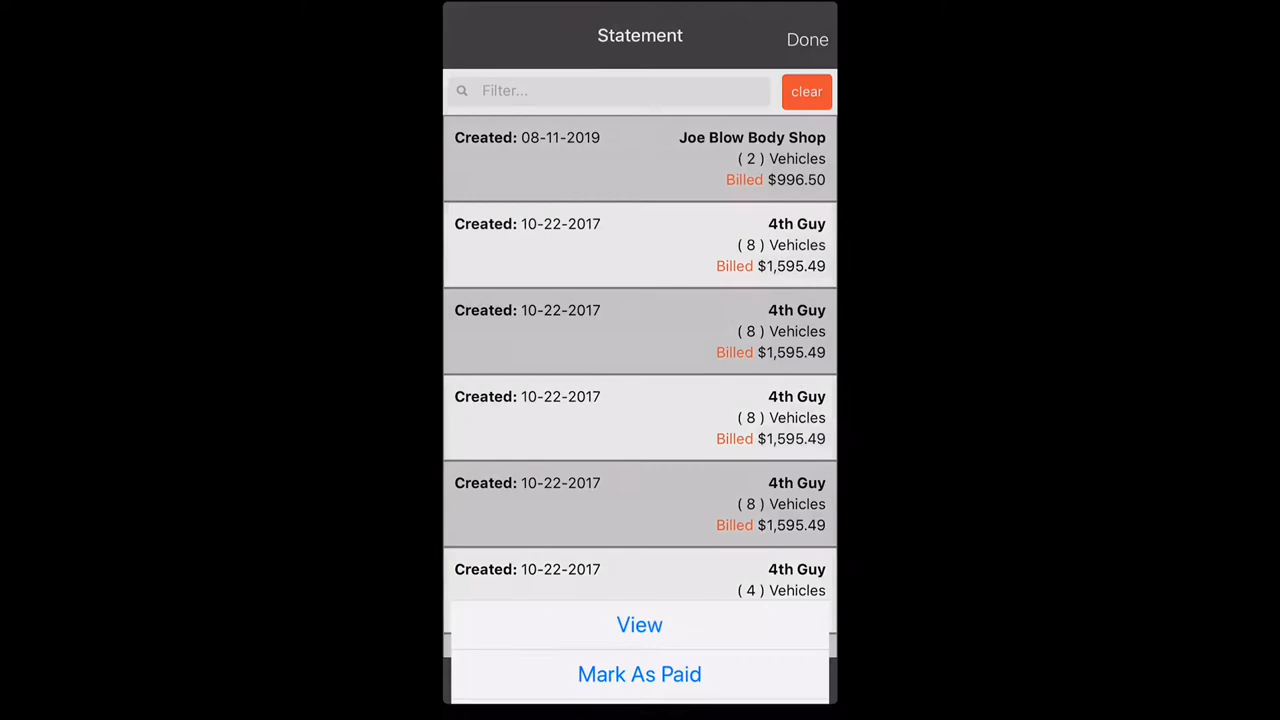 Statement
Done
Filter...
clear
Created: 08-11-2019
Joe Blow Body Shop
( 2 ) Vehicles
Billed $996.50
Created: 10-22-2017
4th Guy
( 8 ) Vehicles
Billed $1,595.49
Created: 10-22-2017
4th Guy
( 8 ) Vehicles
Billed $1,595.49
Created: 10-22-2017
4th Guy
( 8 ) Vehicles
Billed $1,595.49
Created: 10-22-2017
4th Guy
( 8 ) Vehicles
Billed $1,595.49
Created: 10-22-2017
4th Guy
( 4 ) Vehicles
View
Mark As Paid